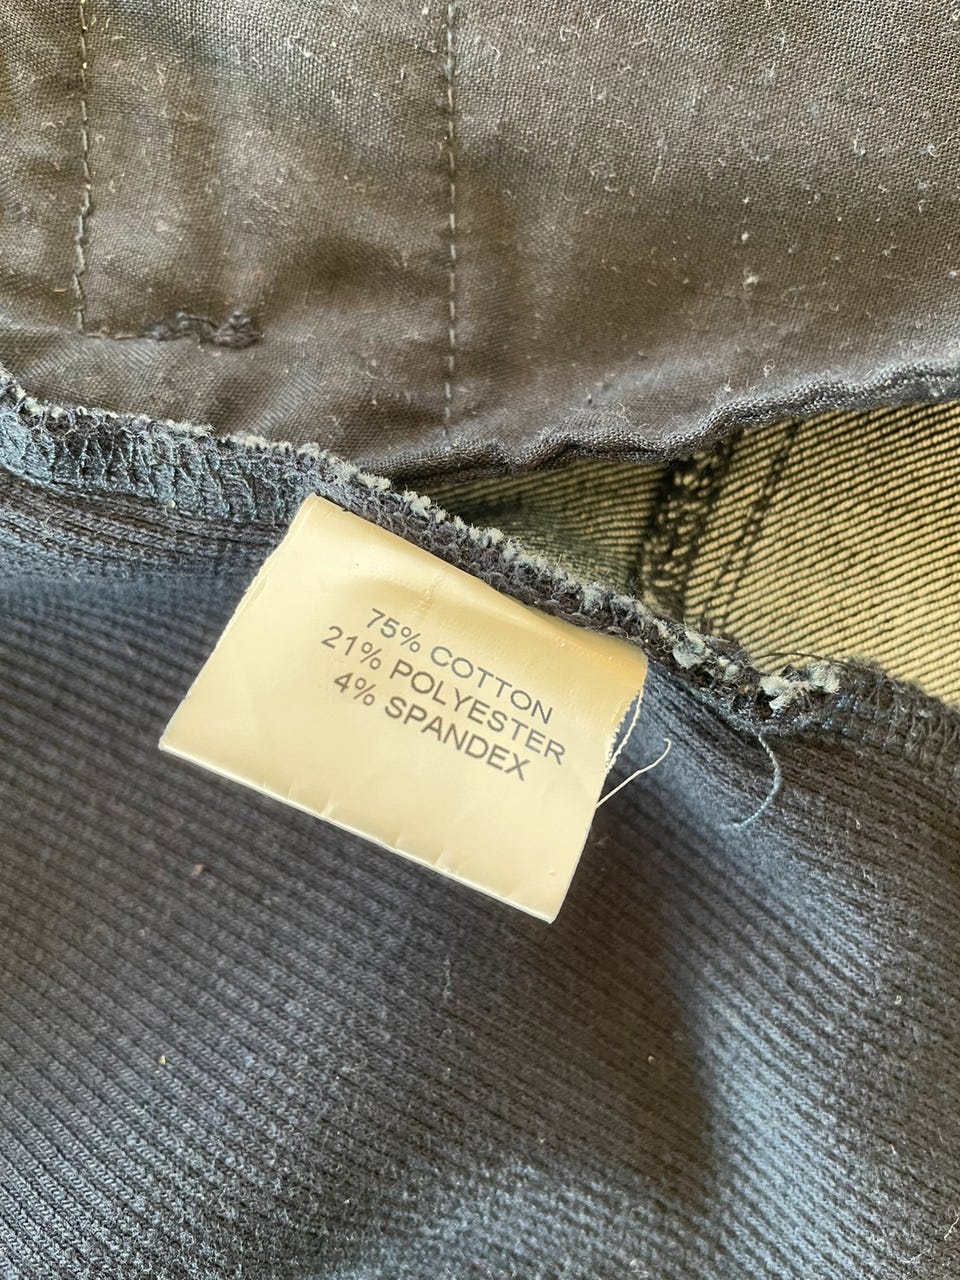 75% COTTON
21% POLYESTER
4% SPANDEX